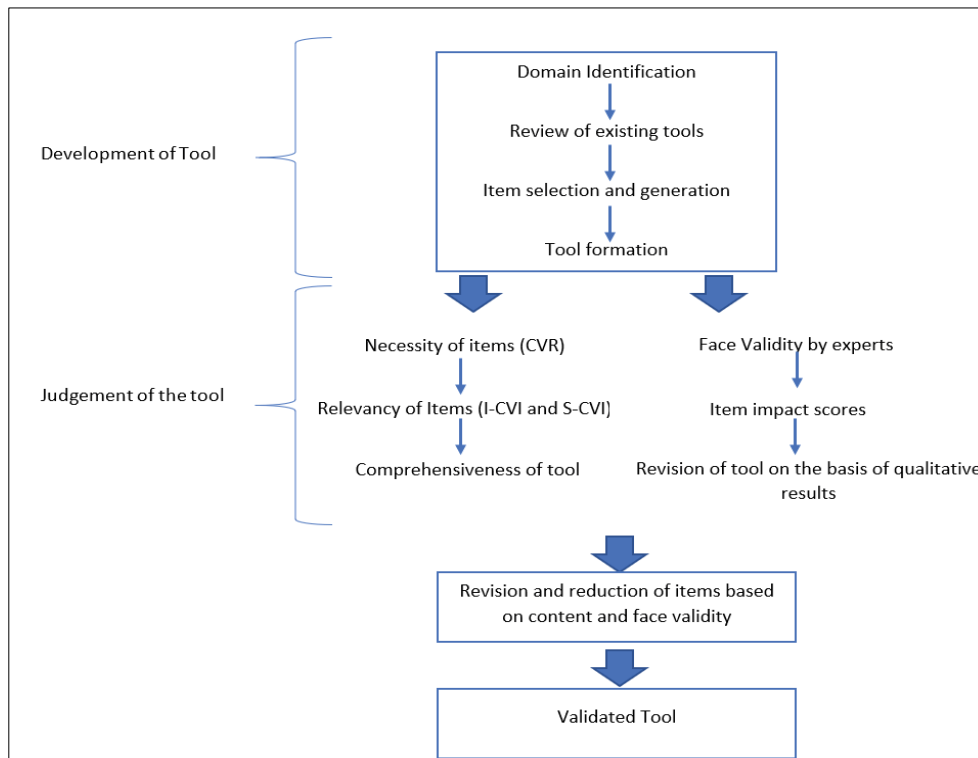 Domain Identification
Review of existing tools
Development of Tool
Item selection and generation
Tool formation
Necessity of items (CVR)
Face Validity by experts
Judgement of the tool
Relevancy of Items (I-CVI and S-CVI)
Item impact scores
Comprehensiveness of tool
Revision of tool on the basis of qualitative
results
Revision and reduction of items based
on content and face validity
Validated Tool